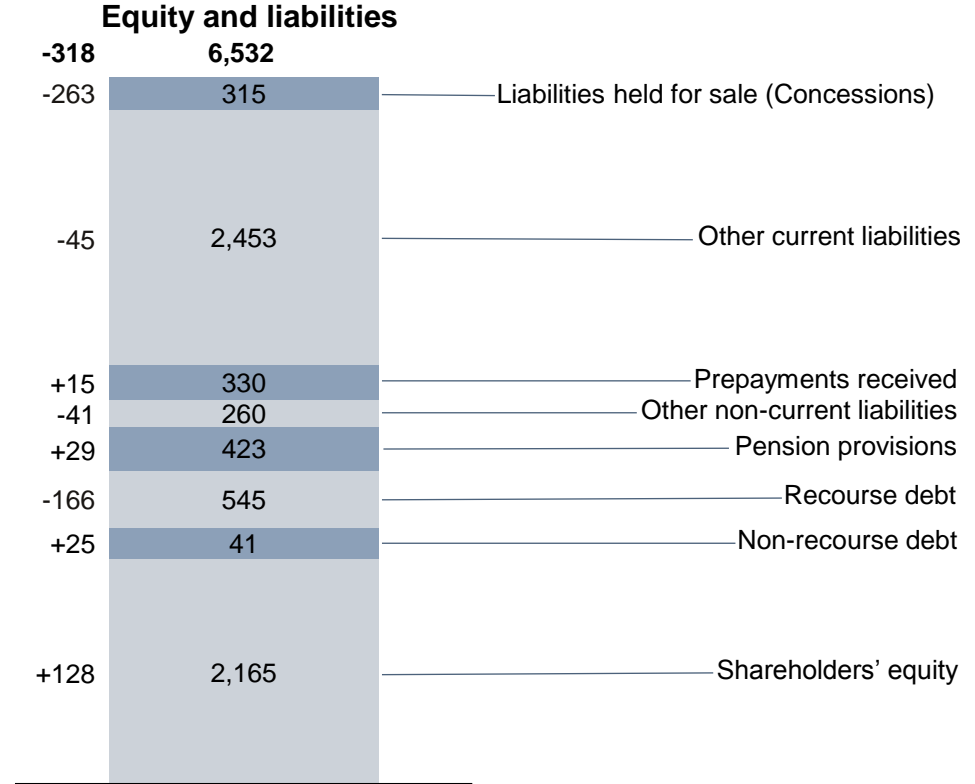 Equity and liabilities
-318 6,532
-263 315 Liabilities held for sale (Concessions)
-45 2,453 Other current liabilities
+15 330 Prepayments received
-41 260 Other non-current liabilities
+29 423 Pension provisions
-166 545 Recourse debt
+25 41 Non-recourse debt
+128 2,165 Shareholders’ equity